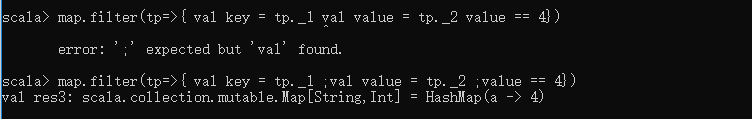 scala> map.filter(tp=>{ val key = tp._1 val value = tp._2 value == 4})
^
error: ';' expected but 'val' found.
scala> map.filter(tp=>{ val key = tp._1 ;val value = tp._2 ;value == 4})
val res3: scala.collection.mutable.Map[String,Int] = HashMap(a -> 4)